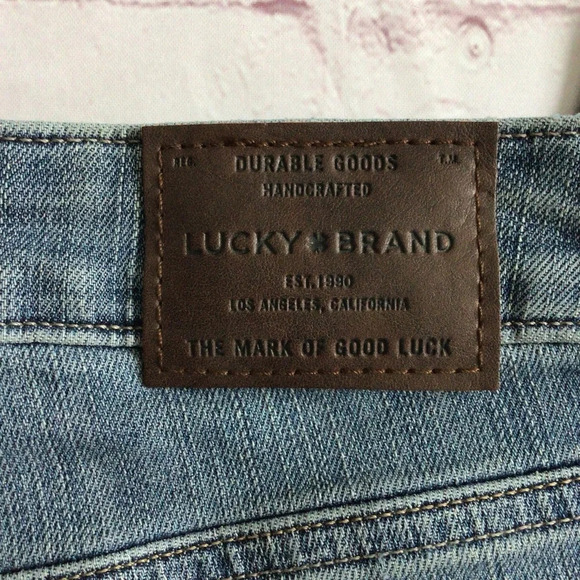 REG. DURABLE GOODS T.M.
HANDCRAFTED
LUCKY BRAND
EST. 1990
LOS ANGELES, CALIFORNIA
THE MARK OF GOOD LUCK